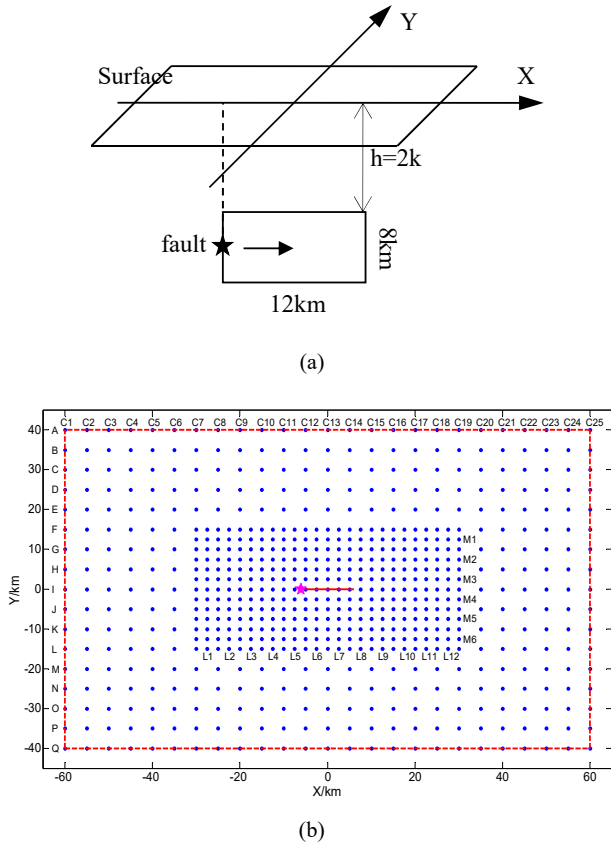 Y
Surface
X
h=2k
fault
8km
12km
(a)
C1 C2 C3 C4 C5 C6 C7 C8 C9 C10 C11 C12 C13 C14 C15 C16 C17 C18 C19 C20 C21 C22 C23 C24 C25
40 A
B
30 C
D
20 E
F
M1
10 G
M2
H
M3
0 I
M4
J
M5
-10 K
M6
L
L1 L2 L3 L4 L5 L6 L7 L8 L9 L10 L11 L12
-20 M
N
-30 O
P
-40 Q
Y/km
-60 -40 -20 0 20 40 60
X/km
(b)